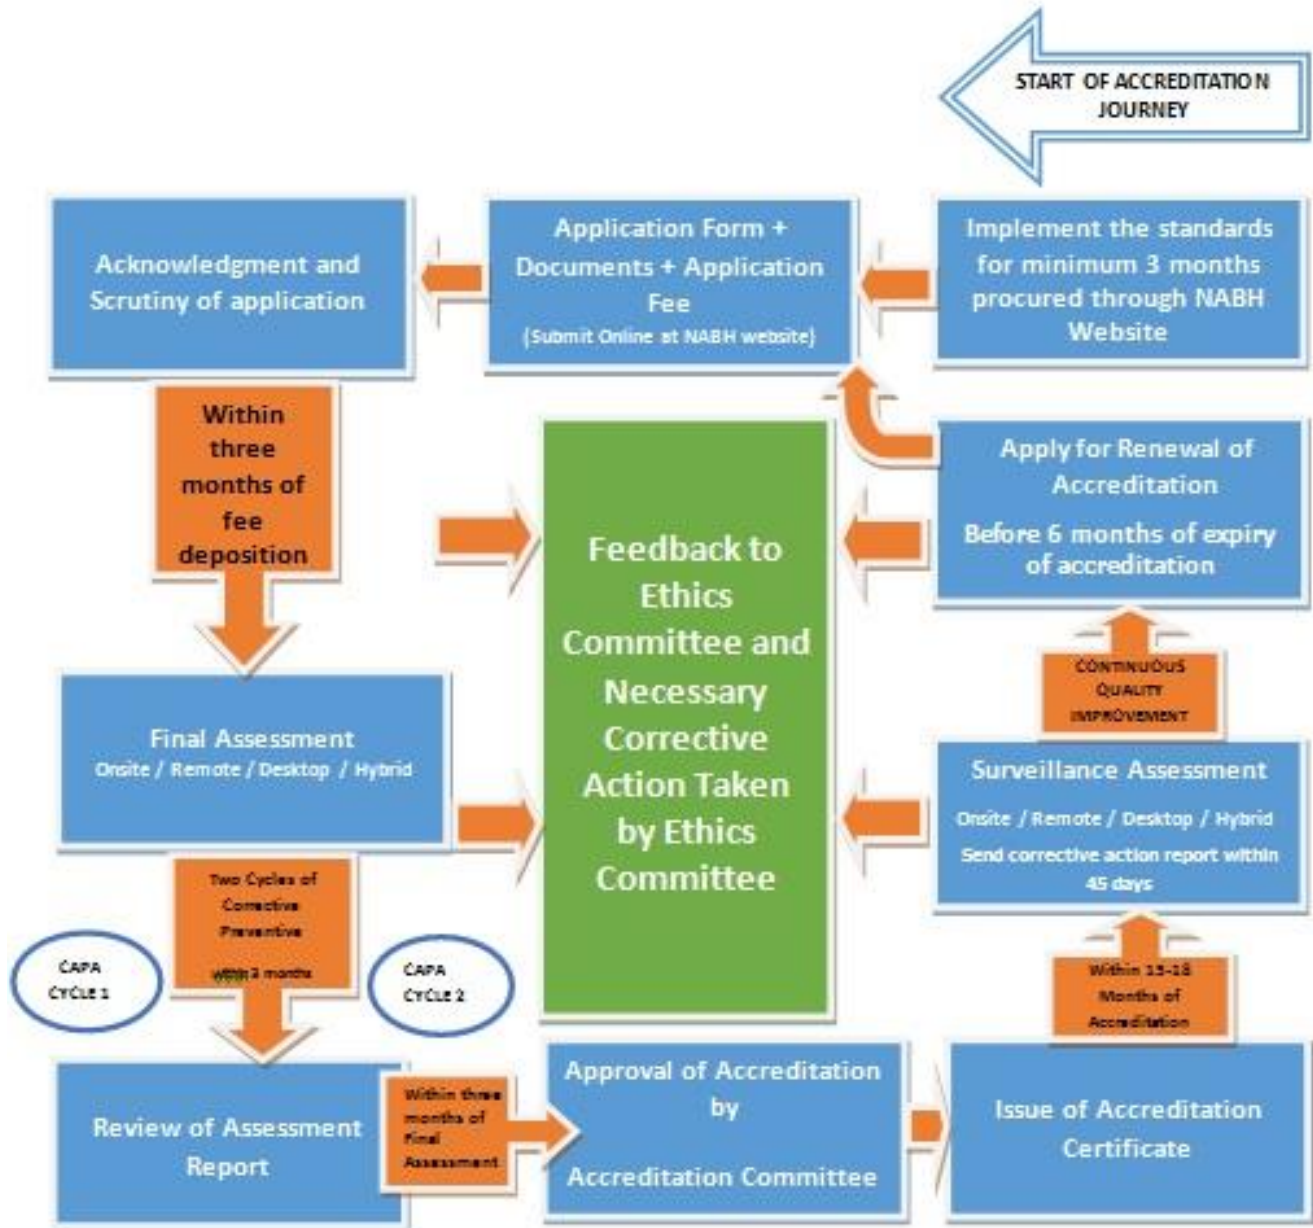 START OF ACCREDITATION
JOURNEY
Implement the standards
for minimum 3 months
procured through NABH
Website
Application Form +
Documents + Application
Fee
(Submit Online at NABH website)
Acknowledgment and
Scrutiny of application
Within
three
months of
fee
deposition
Final Assessment
Onsite / Remote / Desktop / Hybrid
Two Cycles of
Corrective
Preventive
within 3 months
CAPA
CYCLE 1
CAPA
CYCLE 2
Review of Assessment
Report
Within three
months of
Final
Assessment
Approval of Accreditation
by
Accreditation Committee
Issue of Accreditation
Certificate
Within 15-18
Months of
Accreditation
Surveillance Assessment
Onsite / Remote / Desktop / Hybrid
Send corrective action report within
45 days
CONTINUOUS
QUALITY
IMPROVEMENT
Apply for Renewal of
Accreditation
Before 6 months of expiry
of accreditation
Feedback to
Ethics
Committee and
Necessary
Corrective
Action Taken
by Ethics
Committee